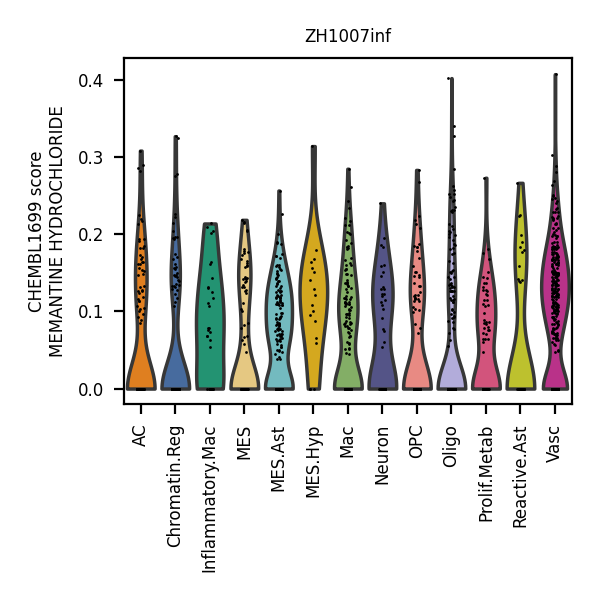 ZH1007inf
CHEMBL1699 score
MEMANTINE HYDROCHLORIDE
0.4
0.3
0.2
0.1
0.0
AC
Chromatin.Reg
Inflammatory.Mac
MES
MES.Ast
MES.Hyp
Mac
Neuron
OPC
Oligo
Prolif.Metab
Reactive.Ast
Vasc